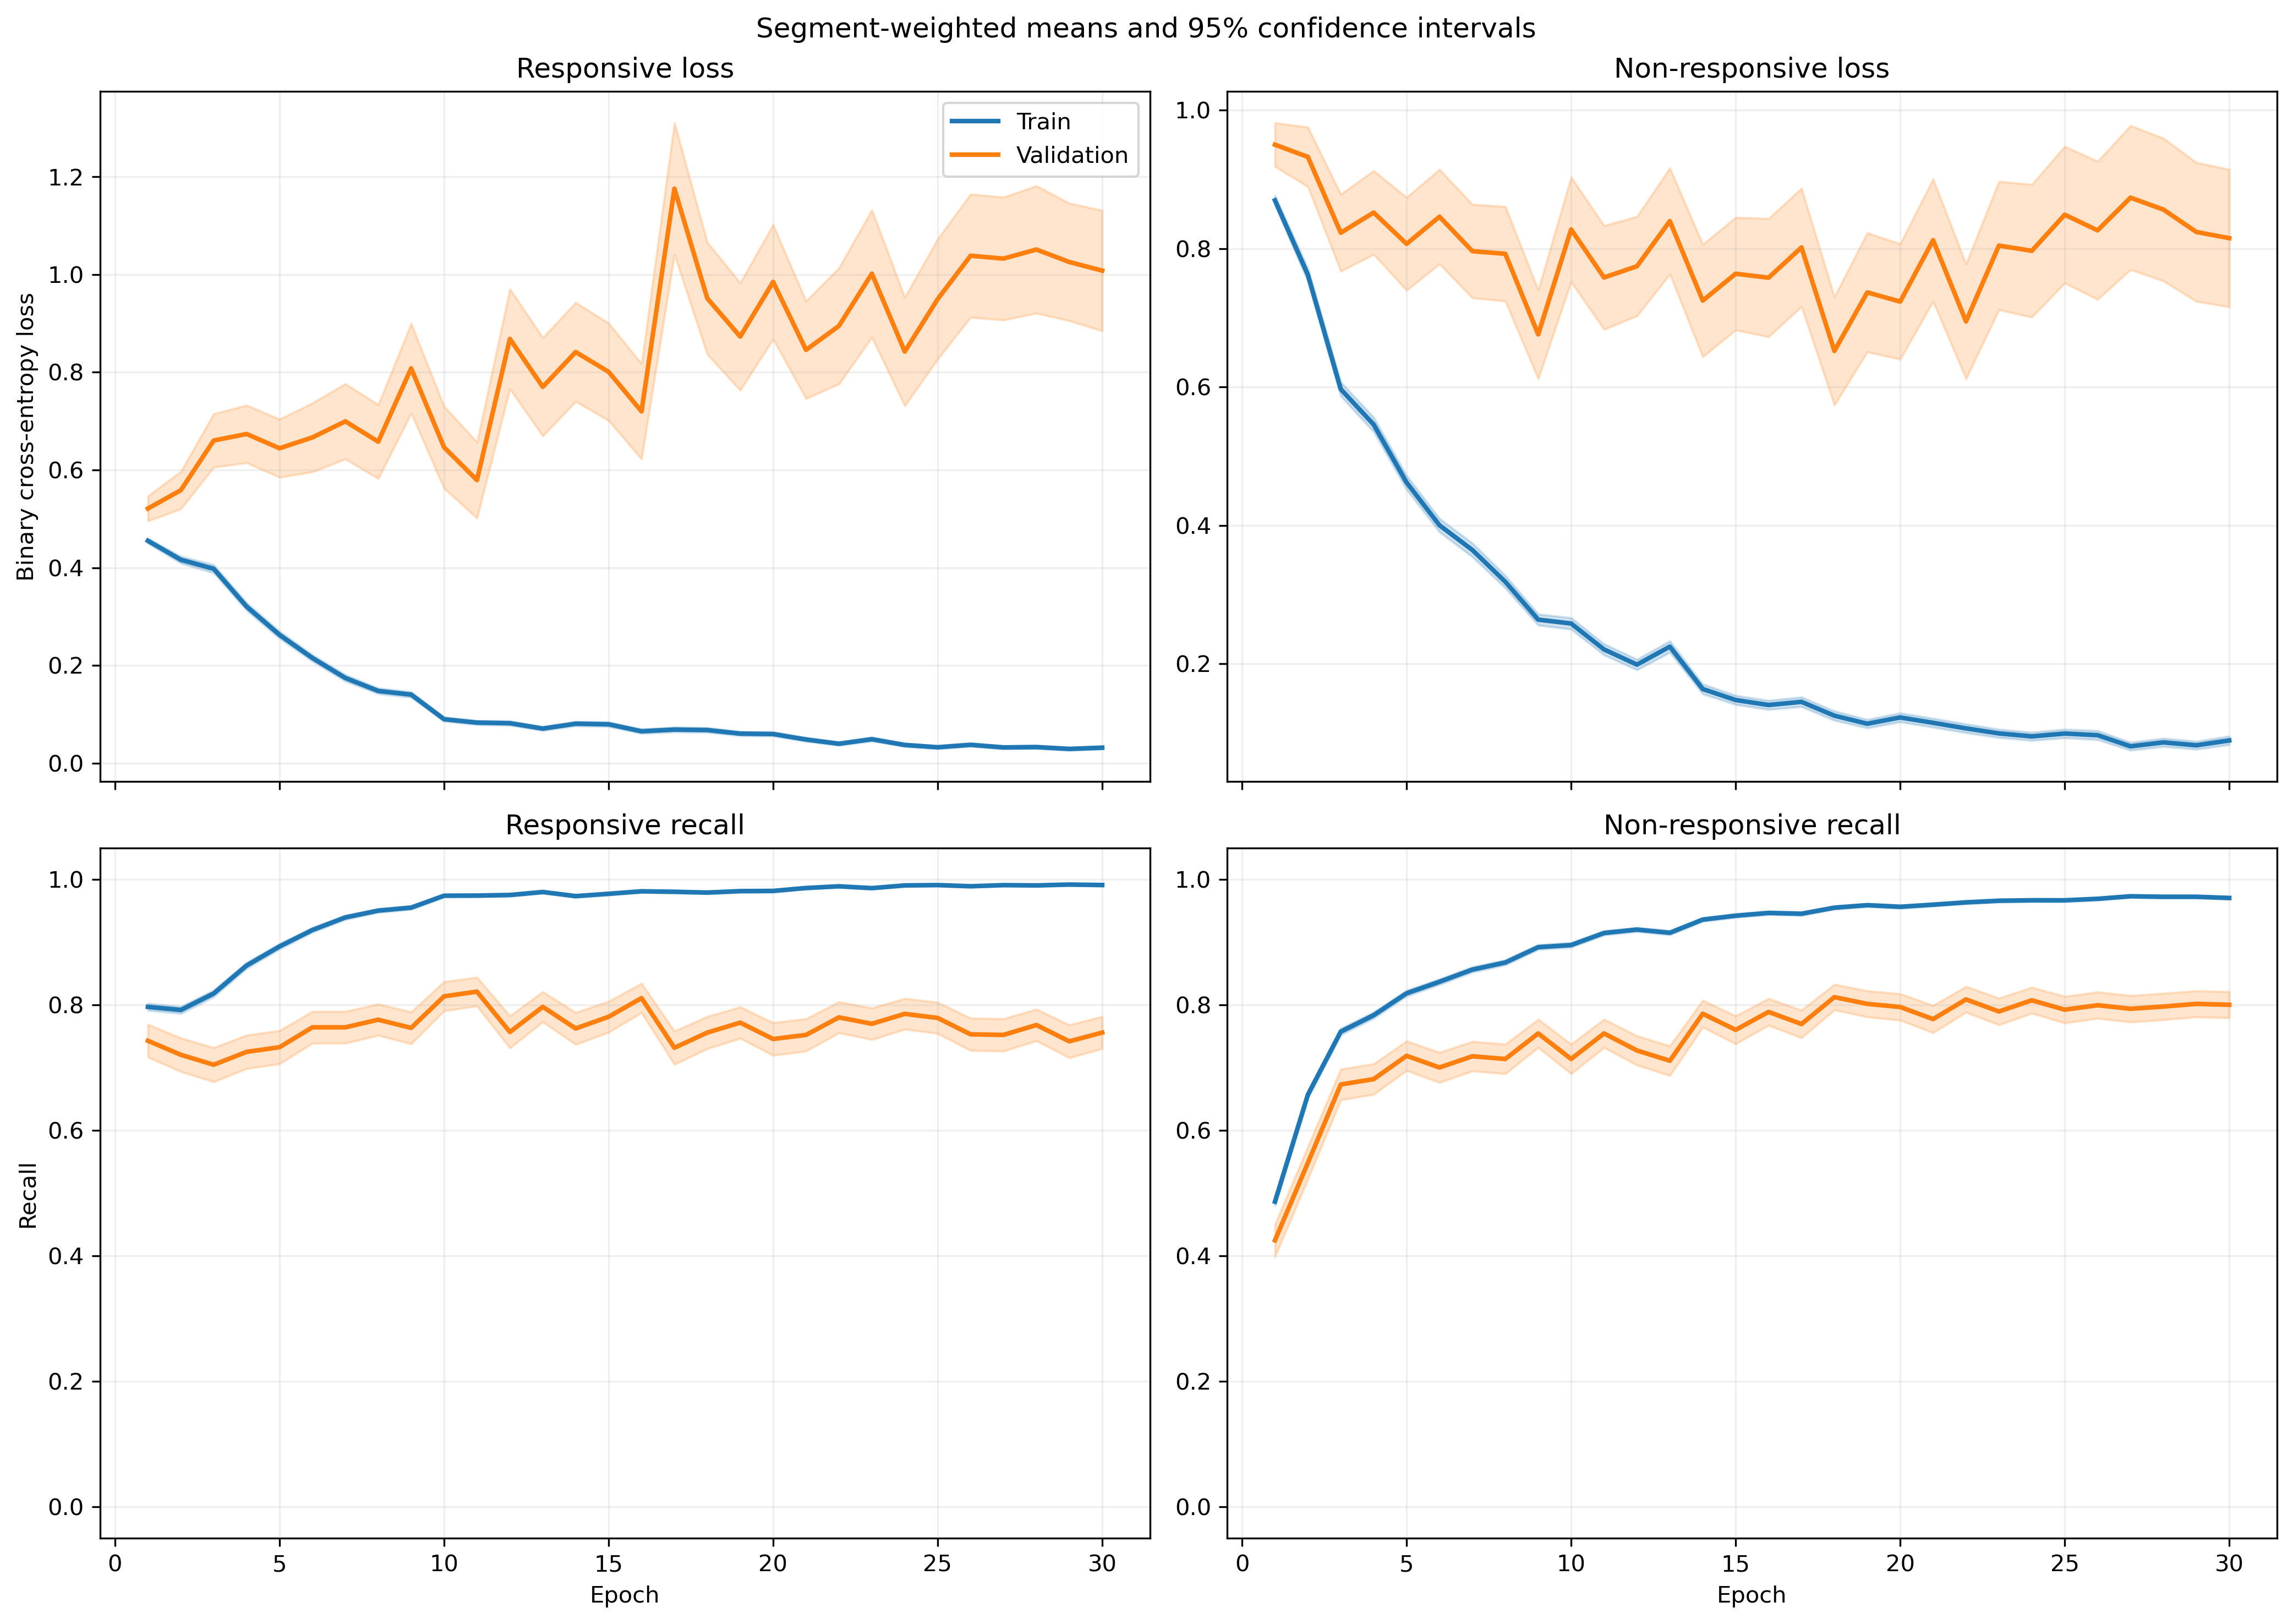 Segment-weighted means and 95% confidence intervals
Responsive loss
Non-responsive loss
Train
Validation
Binary cross-entropy loss
1.2
1.0
0.8
0.6
0.4
0.2
0.0
1.0
0.8
0.6
0.4
0.2
Responsive recall
Non-responsive recall
Recall
1.0
0.8
0.6
0.4
0.2
0.0
0 5 10 15 20 25 30
Epoch
1.0
0.8
0.6
0.4
0.2
0.0
0 5 10 15 20 25 30
Epoch